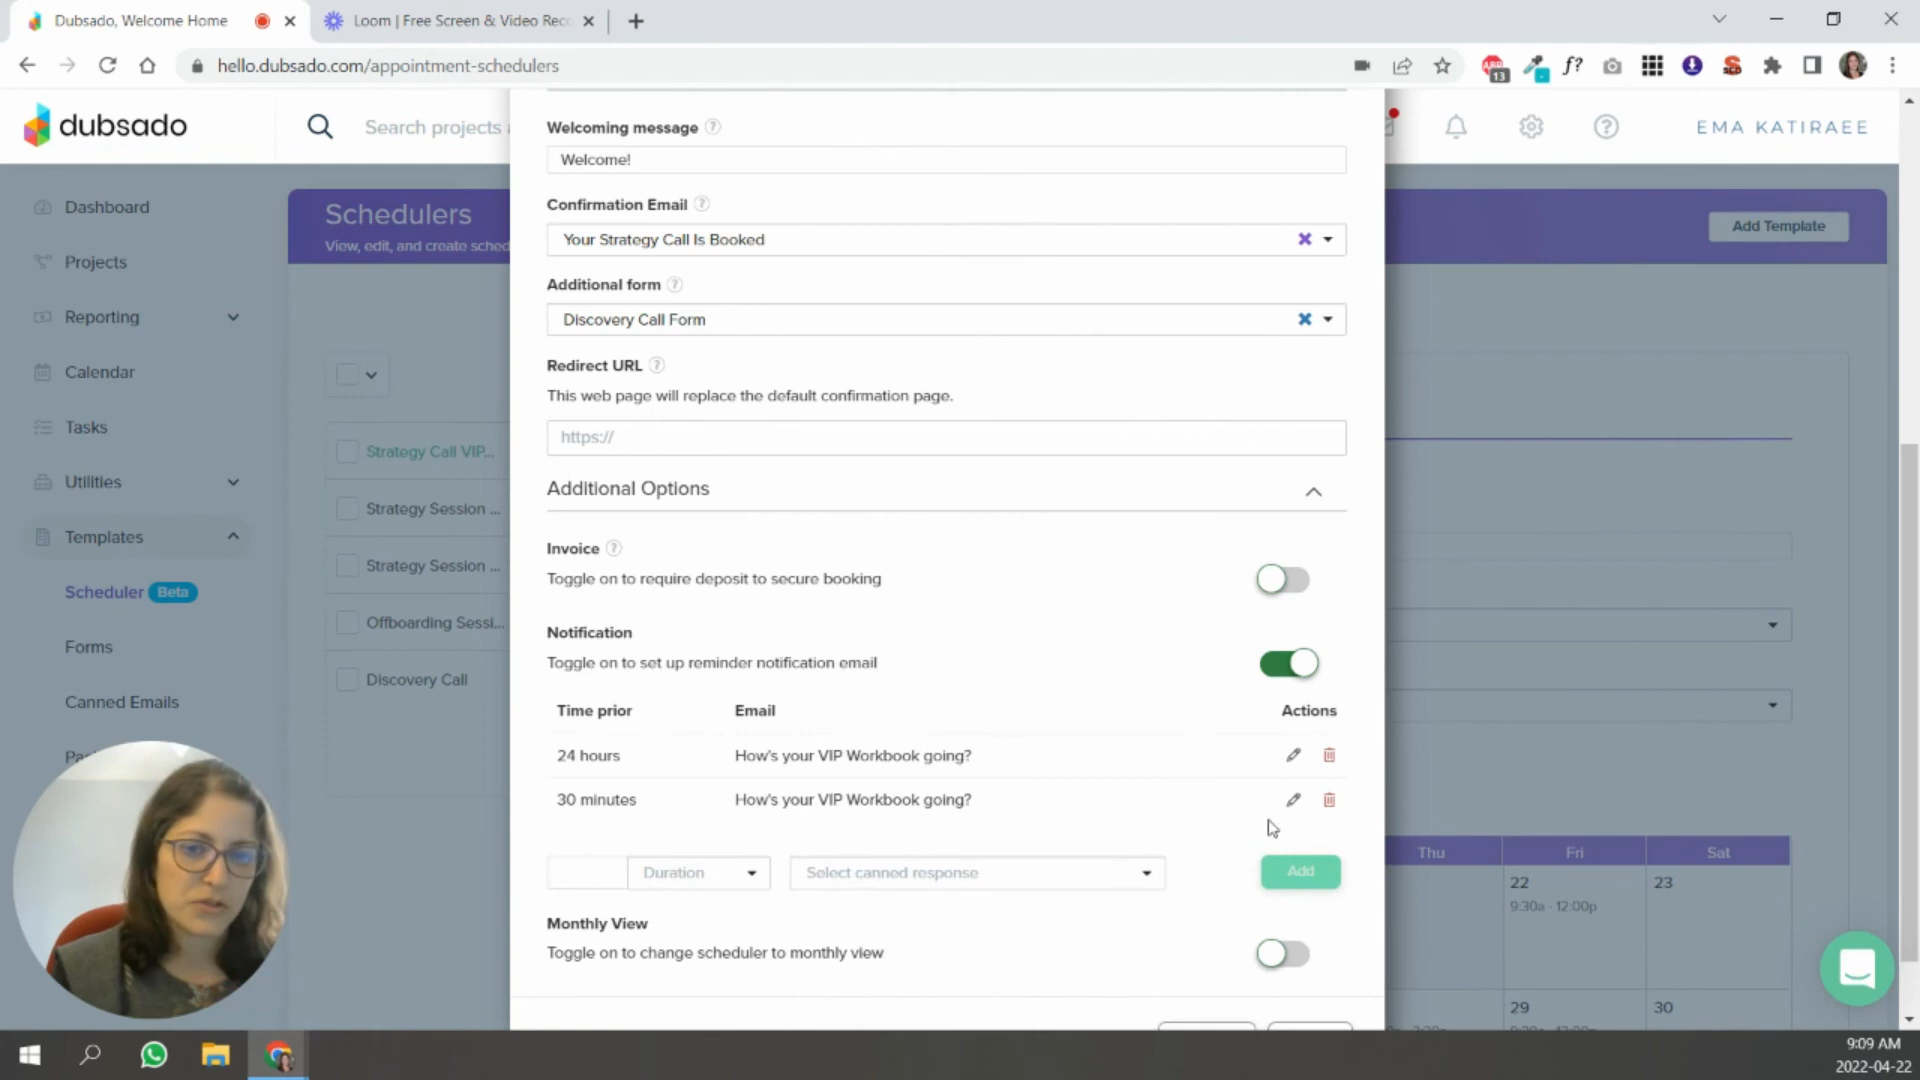 Dubsado, Welcome Home
Loom | Free Screen & Video Rec
hello.dubsado.com/appointment-schedulers
13
dubsado
Search projects
EMA KATIRAEE
Dashboard
Projects
Reporting
Calendar
Tasks
Utilities
Templates
Scheduler Beta
Forms
Canned Emails
Schedulers
View, edit, and create sched
Add Template
Strategy Call VIP...
Strategy Session ...
Strategy Session ...
Offboarding Sessi...
Discovery Call
Welcoming message ?
Welcome!
Confirmation Email ?
Your Strategy Call Is Booked
Additional form ?
Discovery Call Form
Redirect URL ?
This web page will replace the default confirmation page.
https://
Additional Options
Invoice ?
Toggle on to require deposit to secure booking
Notification
Toggle on to set up reminder notification email
Time prior Email Actions
24 hours How's your VIP Workbook going?
30 minutes How's your VIP Workbook going?
Duration Select canned response Add
Monthly View
Toggle on to change scheduler to monthly view
Thu Fri Sat
22 23
9:30a - 12:00p
29 30
9:09 AM
2022-04-22